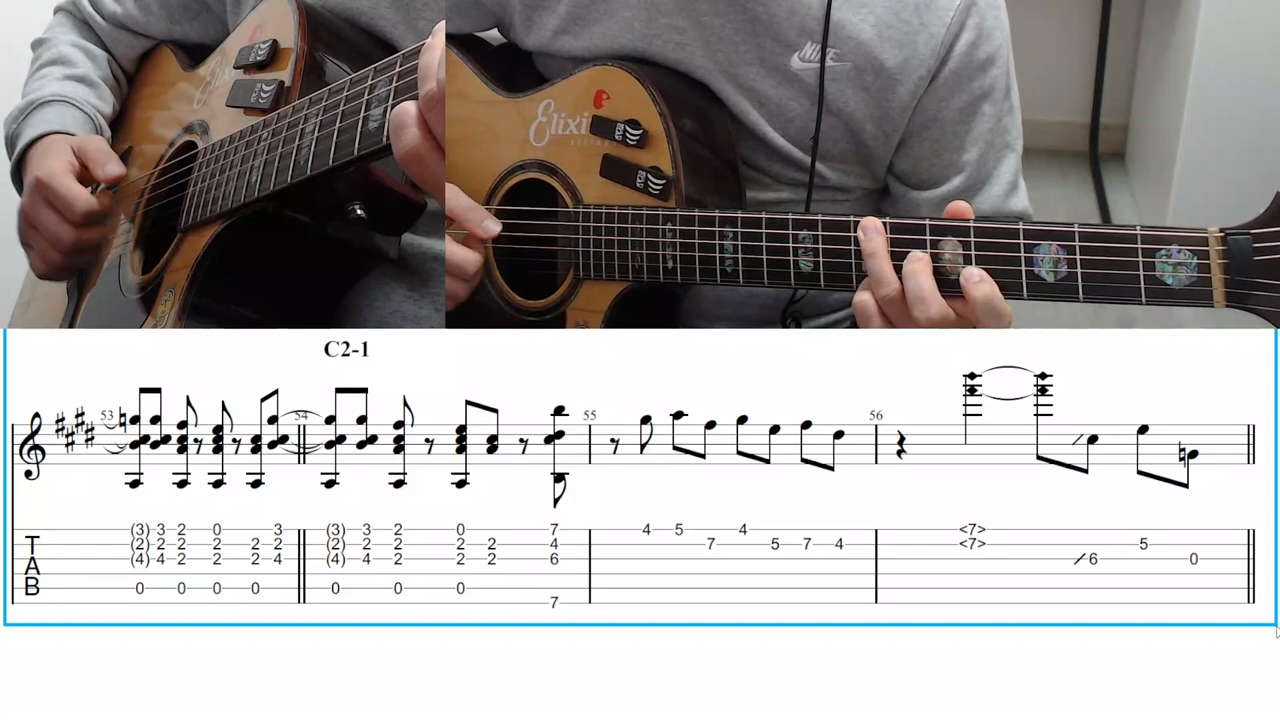 NIKE
Elixi
STRINGS
C2-1
53
54
55
56
(3) 3 2 0 3 (3) 3 2 0 7 4 5 4 <7>
T (2) 2 2 2 2 2 (2) 2 2 2 2 4 7 5 7 4 <7> 5
A (4) 4 2 2 2 4 (4) 4 2 2 2 6 6 0
B 0 0 0 0 0 0 0
7